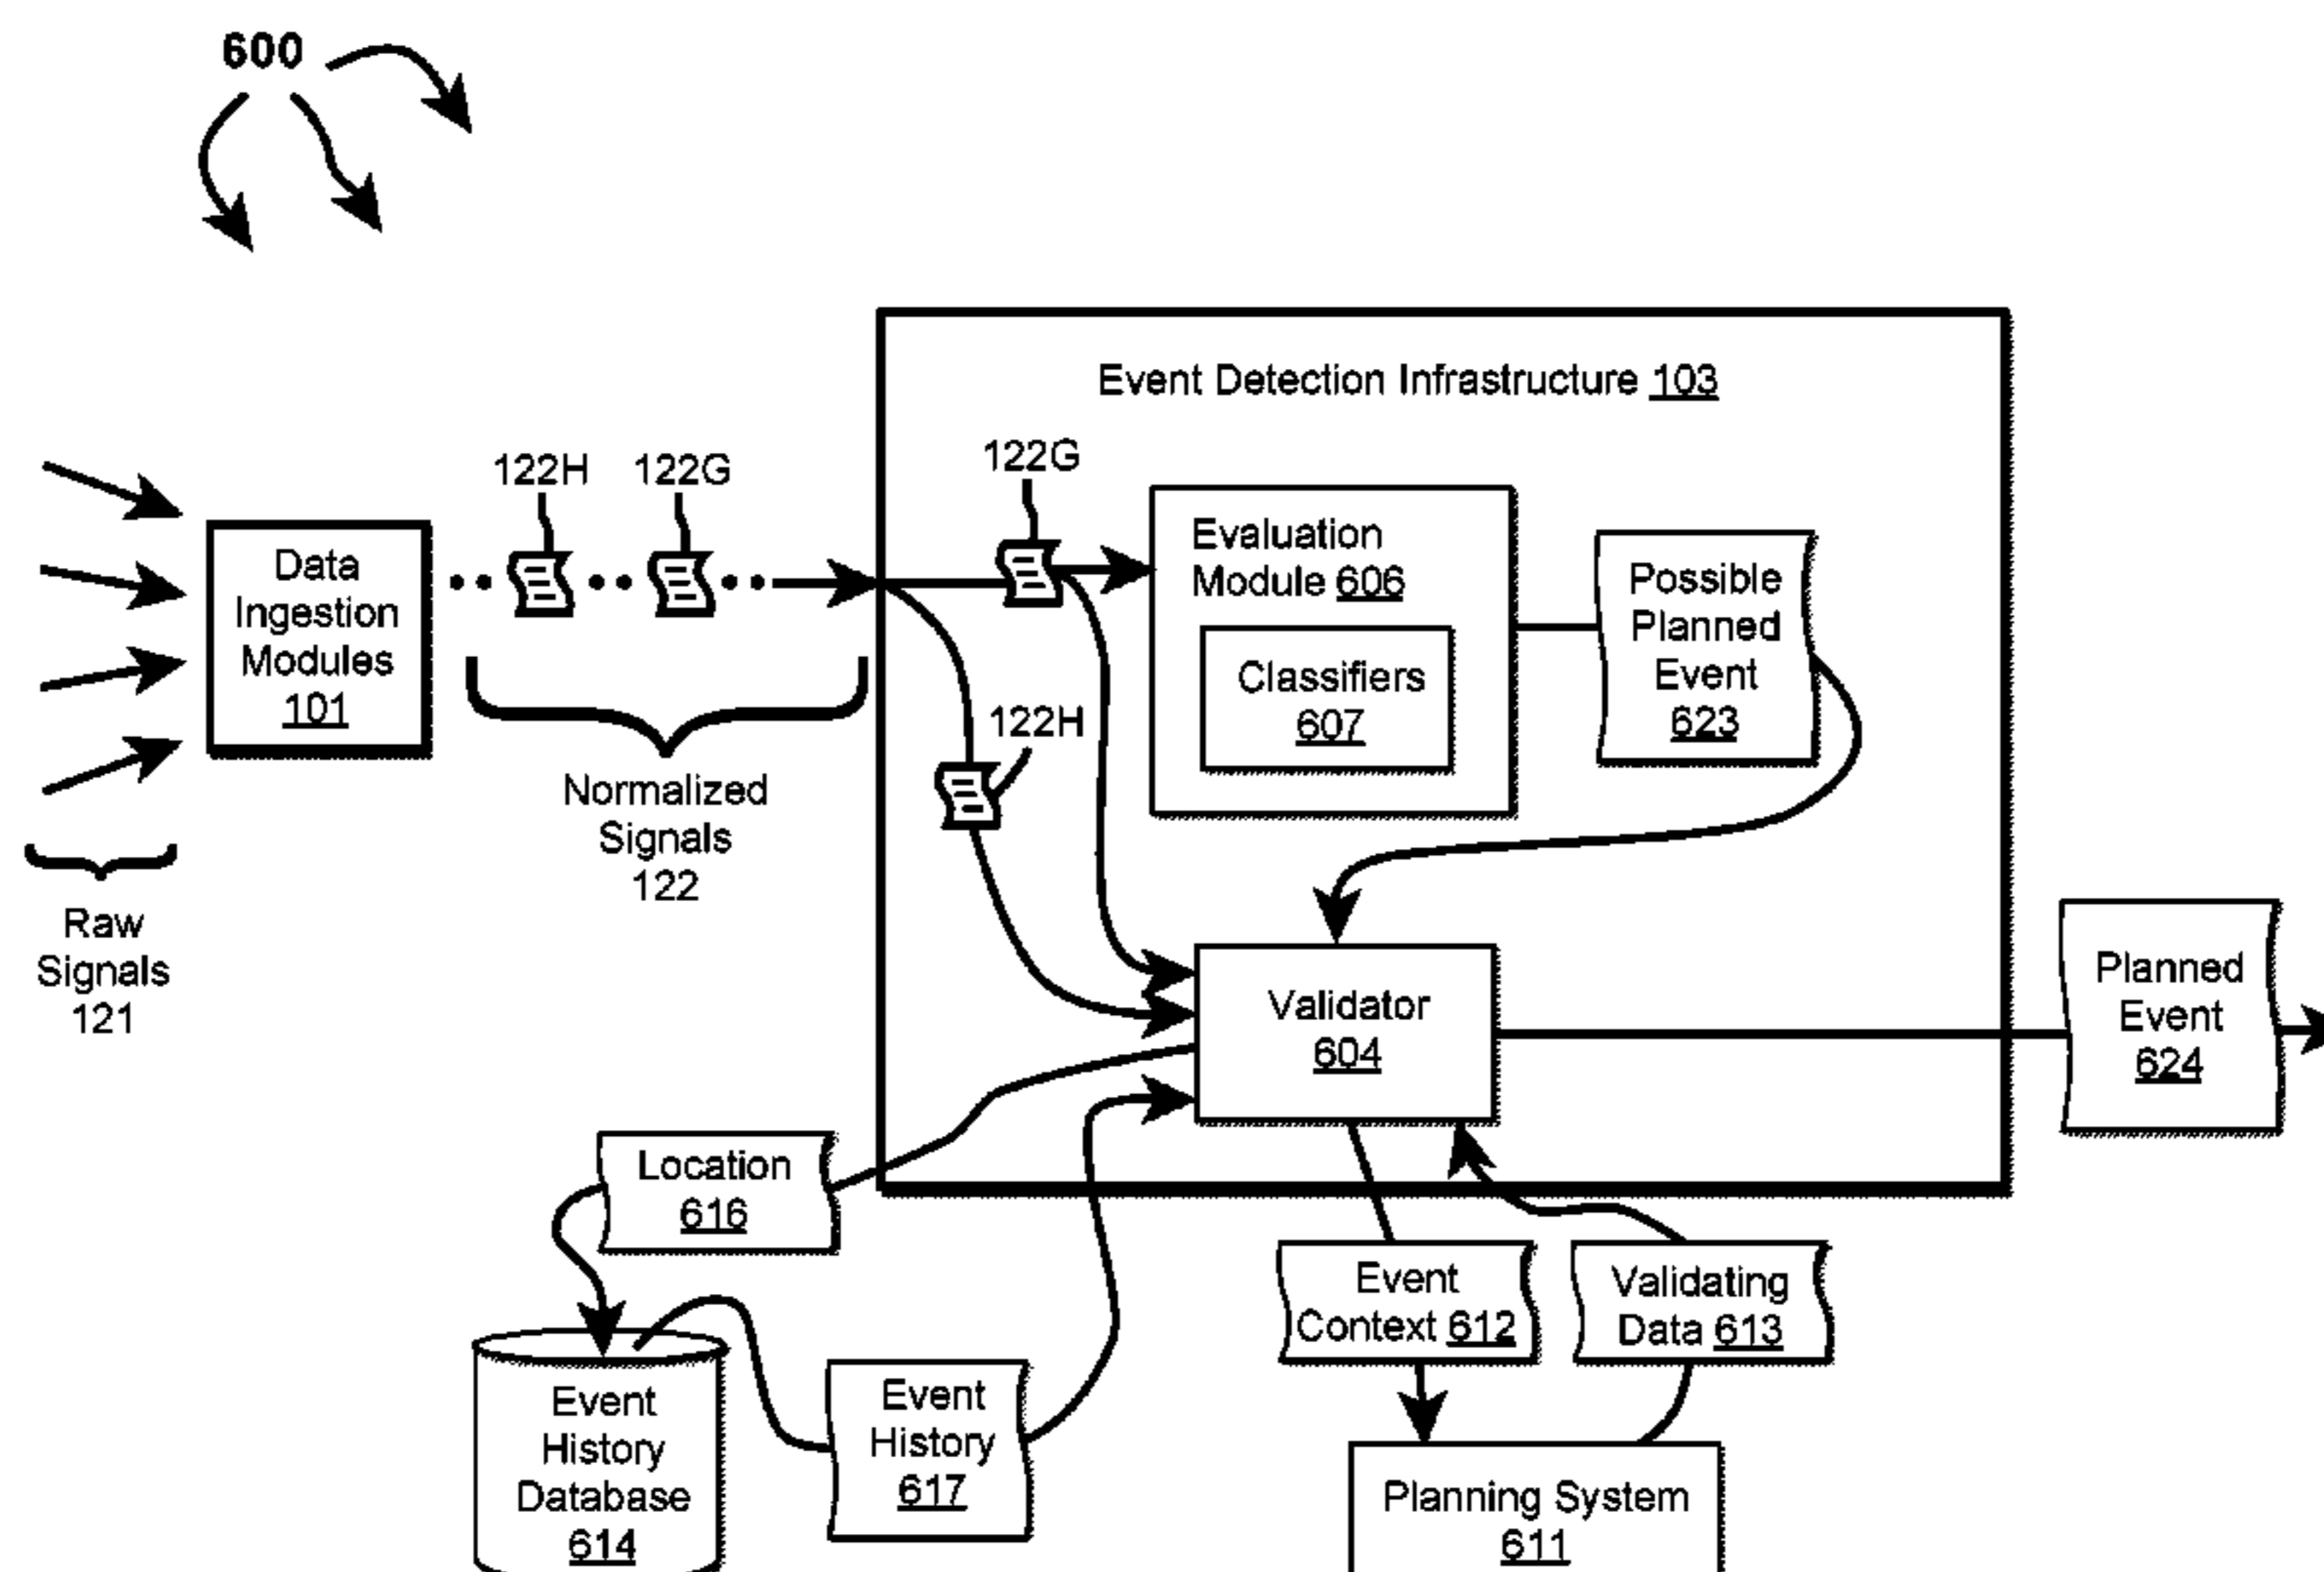 600
Event Detection Infrastructure 103
122H
122G
122G
Data
Ingestion
Modules
101
Evaluation
Module 606
Classifiers
607
Possible
Planned
Event
623
122H
Normalized
Signals
122
Raw
Signals
121
Validator
604
Planned
Event
624
Location
616
Event
Context 612
Validating
Data 613
Event
History
Database
614
Event
History
617
Planning System
611